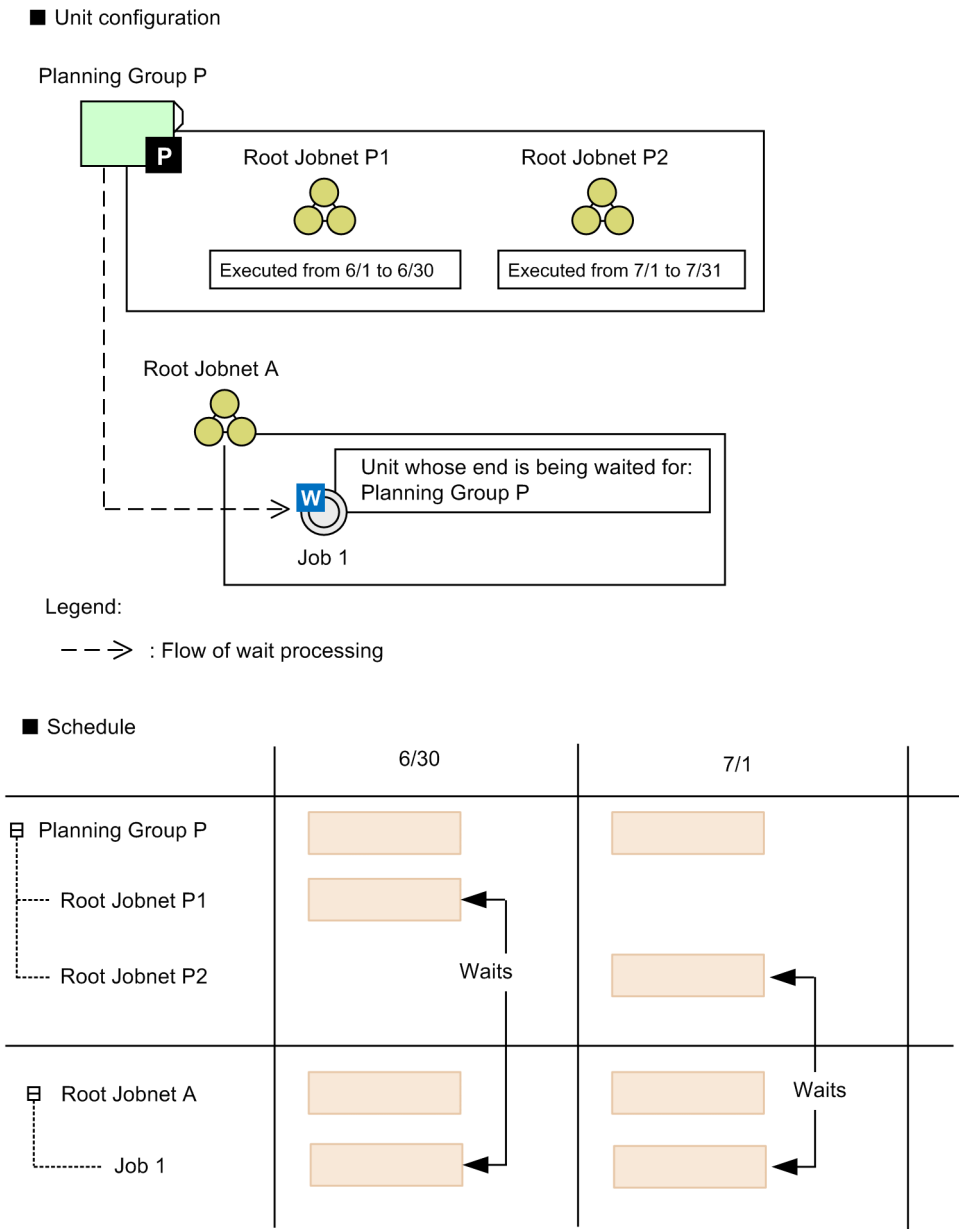 ■ Unit configuration
Planning Group P
P
Root Jobnet P1
Root Jobnet P2
Executed from 6/1 to 6/30
Executed from 7/1 to 7/31
Root Jobnet A
Unit whose end is being waited for:
Planning Group P
W
Job 1
Legend:
: Flow of wait processing
■ Schedule
6/30
7/1
Planning Group P
Root Jobnet P1
Root Jobnet P2
Waits
Root Jobnet A
Waits
Job 1